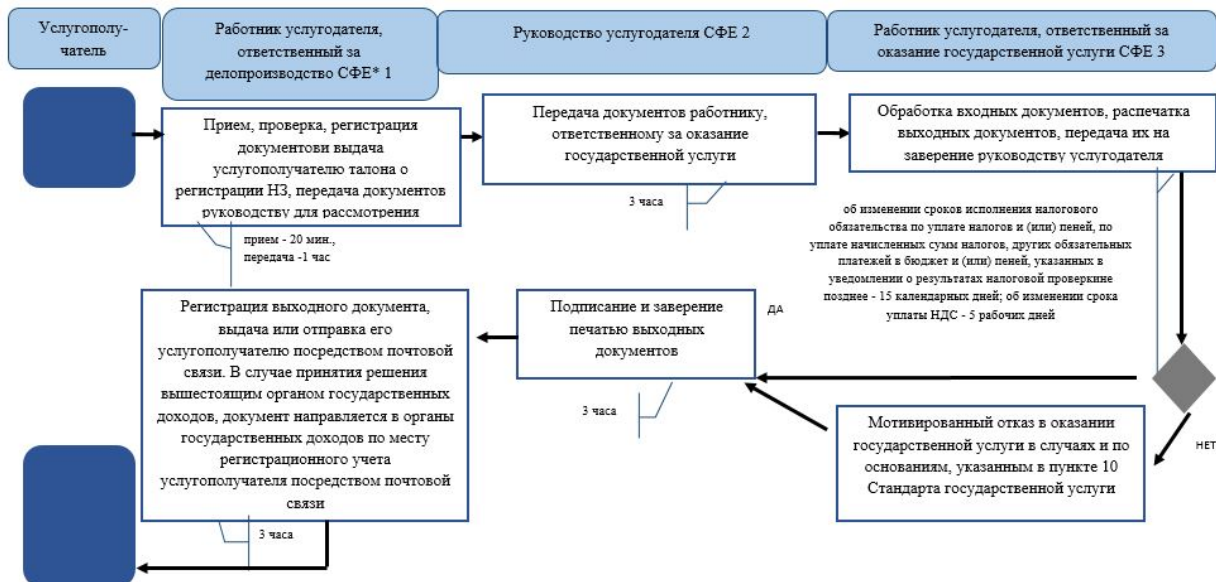 Услугополу-
чатель
Работник услугодателя,
ответственный за
делопроизводство СФЕ* 1
Руководство услугодателя СФЕ 2
Работник услугодателя, ответственный за
оказание государственной услуги СФЕ 3
Прием, проверка, регистрация
документови выдача
услугополучателю талона о
регистрации НЗ, передача документов
руководству для рассмотрения
прием - 20 мин.,
передача -1 час
Передача документов работнику,
ответственному за оказание
государственной услуги
3 часа
Обработка входных документов, распечатка
выходных документов, передача их на
заверение руководству услугодателя
об изменении сроков исполнения налогового
обязательства по уплате налогов и (или) пеней, по
уплате начисленных сумм налогов, других обязательных
платежей в бюджет и (или) пеней, указанных в
уведомлении о результатах налоговой проверкине
позднее - 15 календарных дней; об изменении срока
уплаты НДС - 5 рабочих дней
Регистрация выходного документа,
выдача или отправка его
услугополучателю посредством почтовой
связи. В случае принятия решения
вышестоящим органом государственных
доходов, документ направляется в органы
государственных доходов по месту
регистрационного учета
услугополучателя посредством почтовой
связи
3 часа
Подписание и заверение
печатью выходных
документов
3 часа
ДА
Мотивированный отказ в оказании
государственной услуги в случаях и по
основаниям, указанным в пункте 10
Стандарта государственной услуги
НЕТ